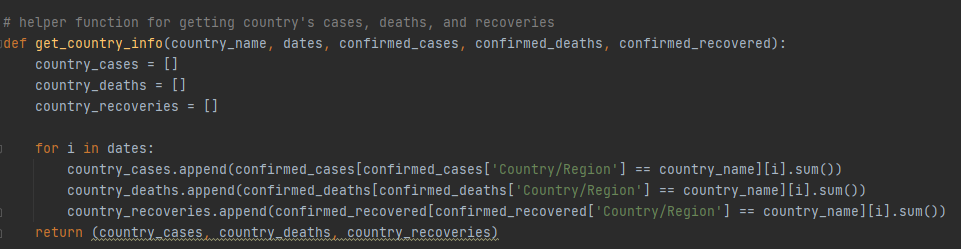 # helper function for getting country's cases, deaths, and recoveries
def get_country_info(country_name, dates, confirmed_cases, confirmed_deaths, confirmed_recovered):
    country_cases = []
    country_deaths = []
    country_recoveries = []

    for i in dates:
        country_cases.append(confirmed_cases[confirmed_cases['Country/Region'] == country_name][i].sum())
        country_deaths.append(confirmed_deaths[confirmed_deaths['Country/Region'] == country_name][i].sum())
        country_recoveries.append(confirmed_recovered[confirmed_recovered['Country/Region'] == country_name][i].sum())
    return (country_cases, country_deaths, country_recoveries)